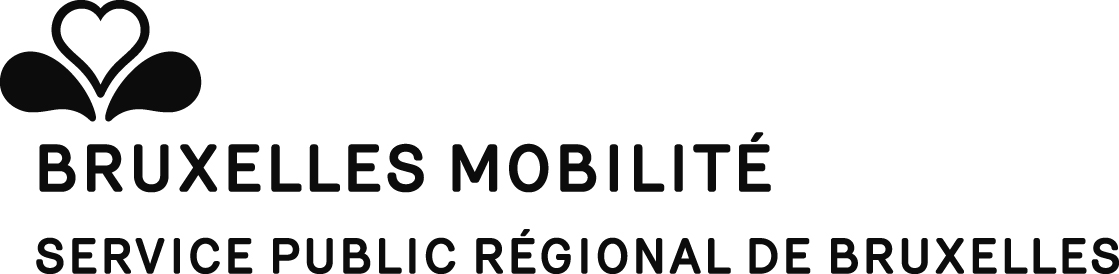 BRUXELLES MOBILITÉ
SERVICE PUBLIC RÉGIONAL DE BRUXELLES